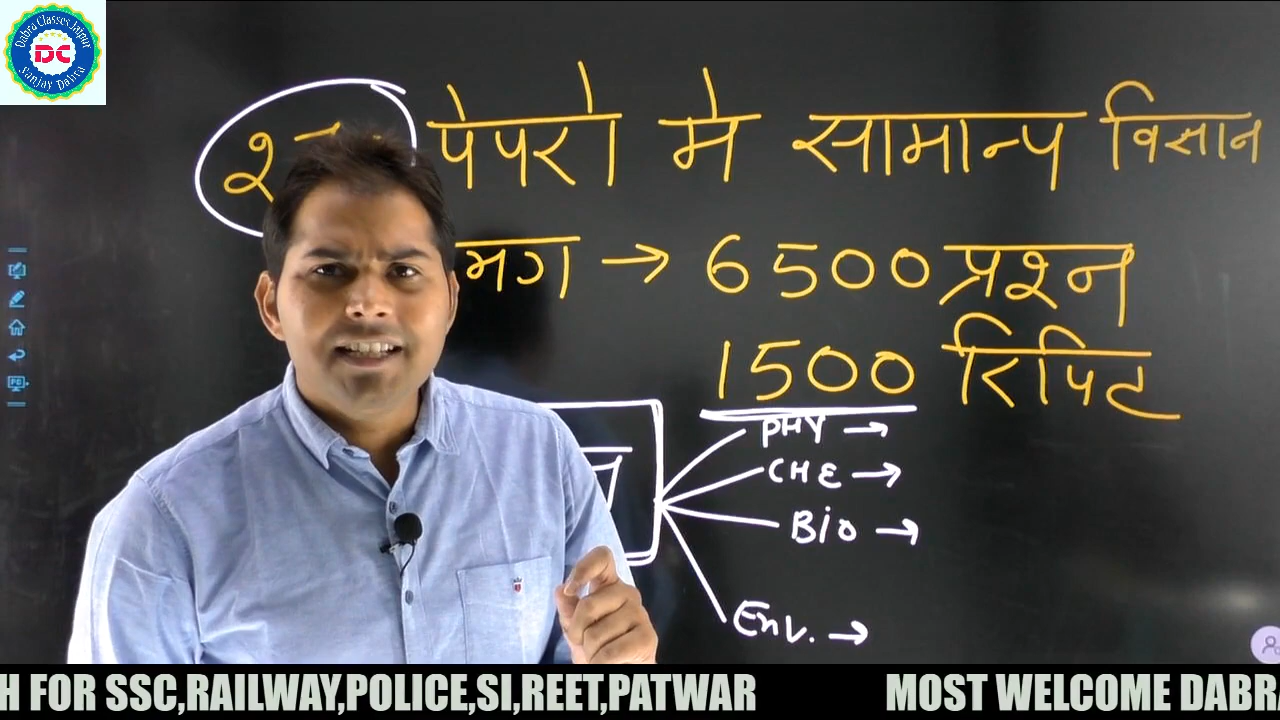 Dabra Classes Jaipur
DC
Sanjay Dabra
पेपरो मे सामान्य विज्ञान
→ 6500 प्रश्न
1500 रिपिट
PHY →
CHE →
Bio →
Env. →
H FOR SSC,RAILWAY,POLICE,SI,REET,PATWAR MOST WELCOME DABRA